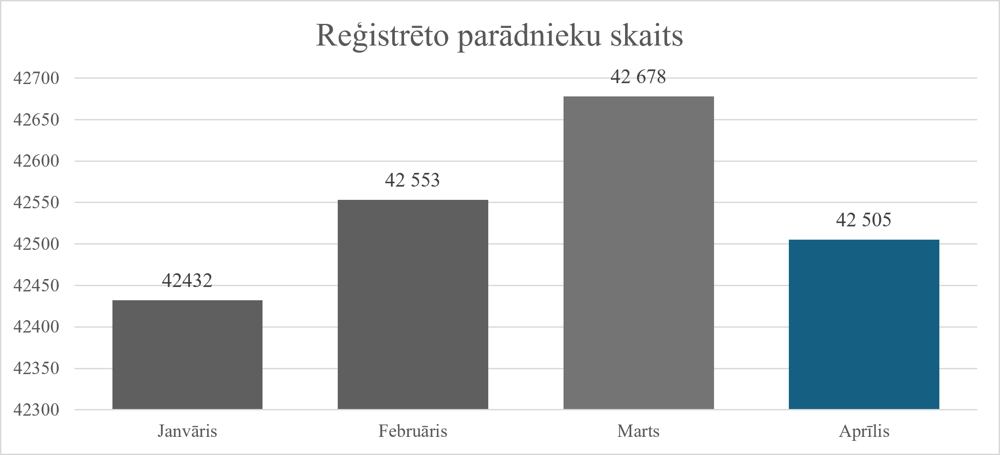 Reģistrēto parādnieku skaits
42700
42650
42600
42550
42500
42450
42400
42350
42300
42432
42 553
42 678
42 505
Janvāris
Februāris
Marts
Aprīlis